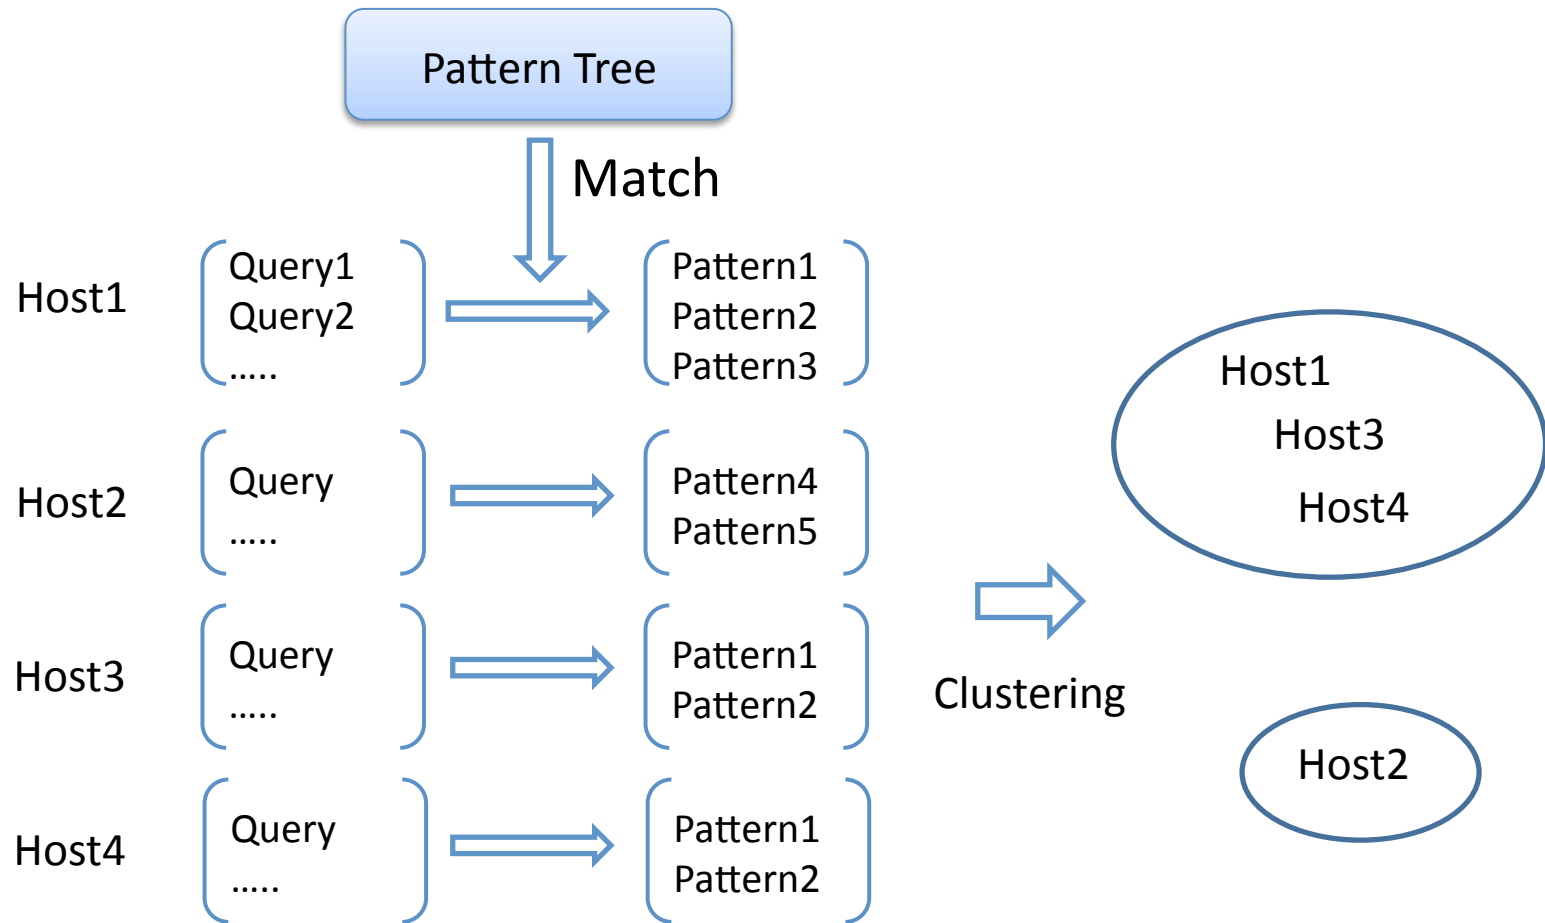 Pattern Tree
Match
Host1
Query1
Query2
.....
Pattern1
Pattern2
Pattern3
Host2
Query
.....
Pattern4
Pattern5
Host3
Query
.....
Pattern1
Pattern2
Host4
Query
.....
Pattern1
Pattern2
Clustering
Host1
Host3
Host4
Host2